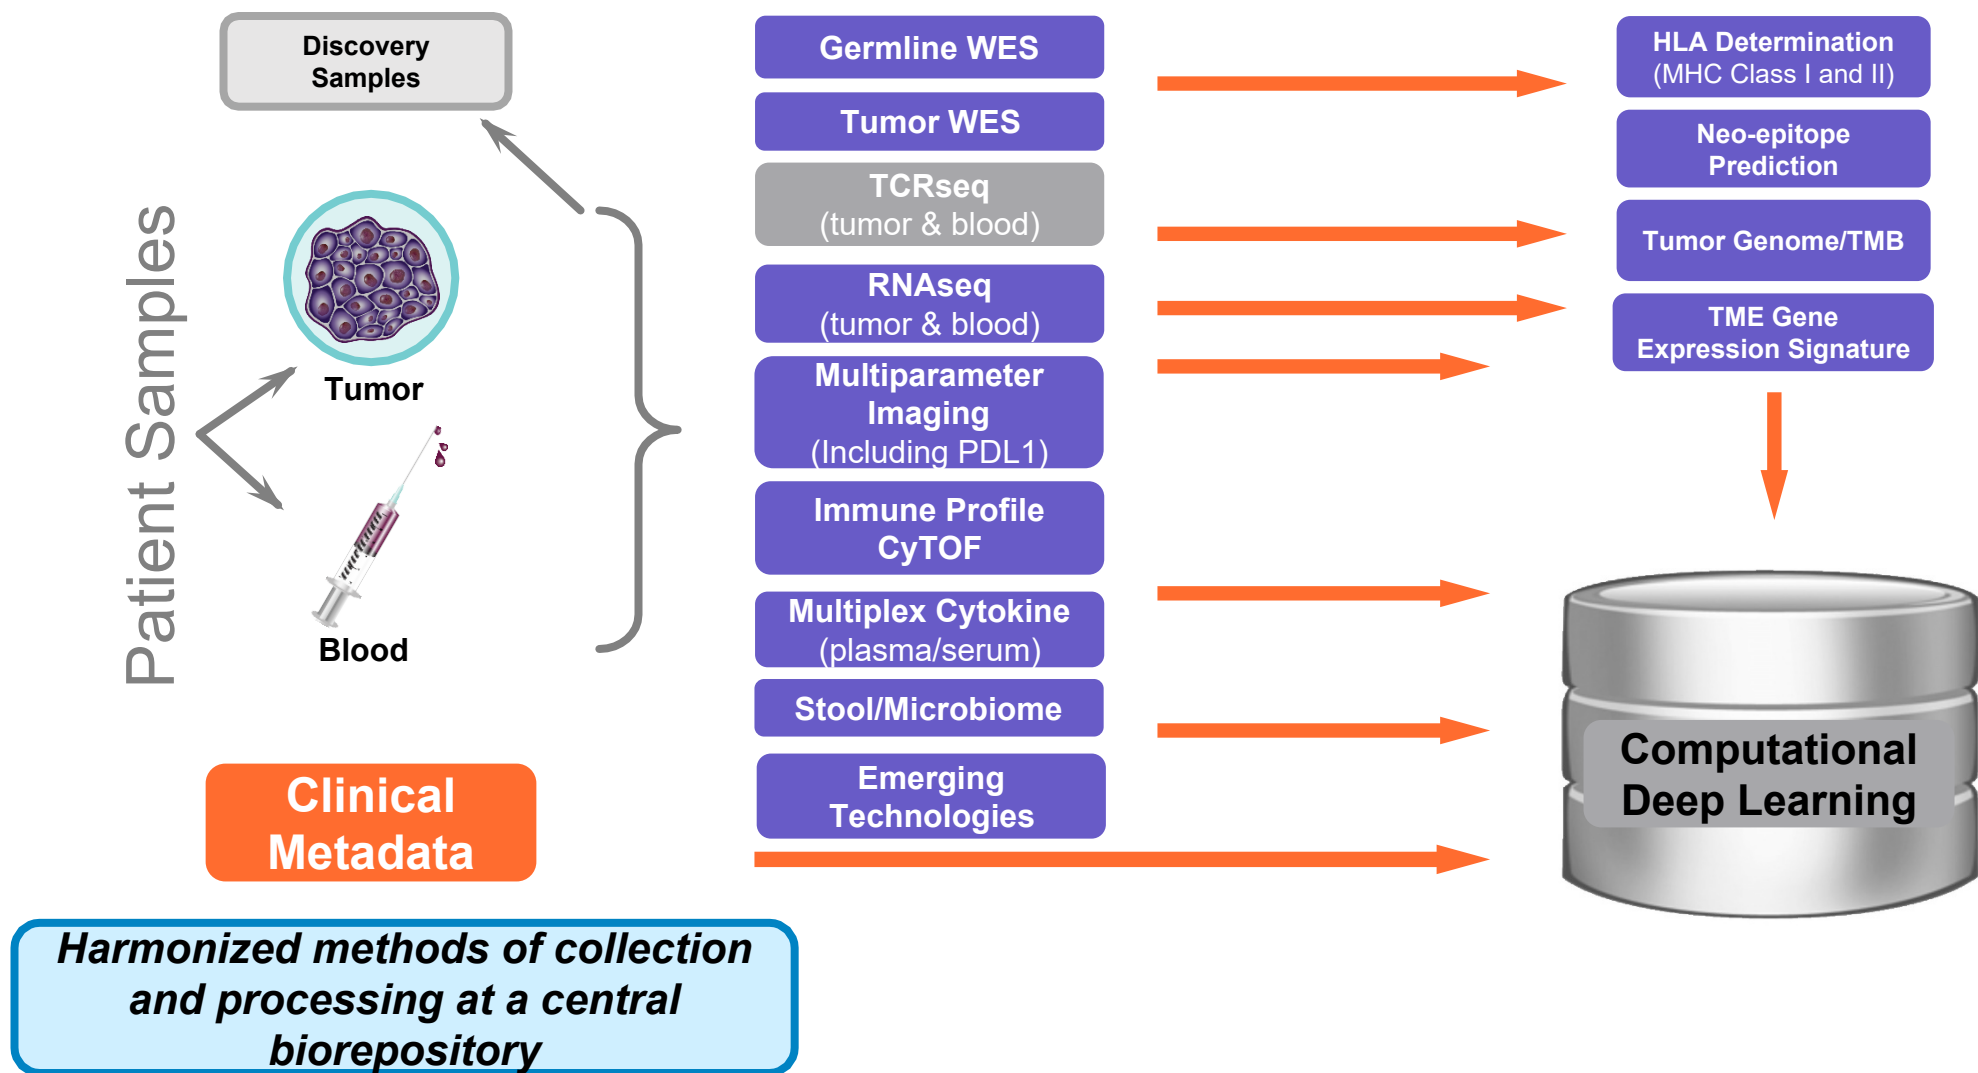 Discovery
Samples
Patient Samples
Tumor
Blood
Clinical
Metadata
Harmonized methods of collection
and processing at a central
biorepository
Germline WES
Tumor WES
TCRseq
(tumor & blood)
RNAseq
(tumor & blood)
Multiparameter
Imaging
(Including PDL1)
Immune Profile
CyTOF
Multiplex Cytokine
(plasma/serum)
Stool/Microbiome
Emerging
Technologies
HLA Determination
(MHC Class I and II)
Neo-epitope
Prediction
Tumor Genome/TMB
TME Gene
Expression Signature
Computational
Deep Learning